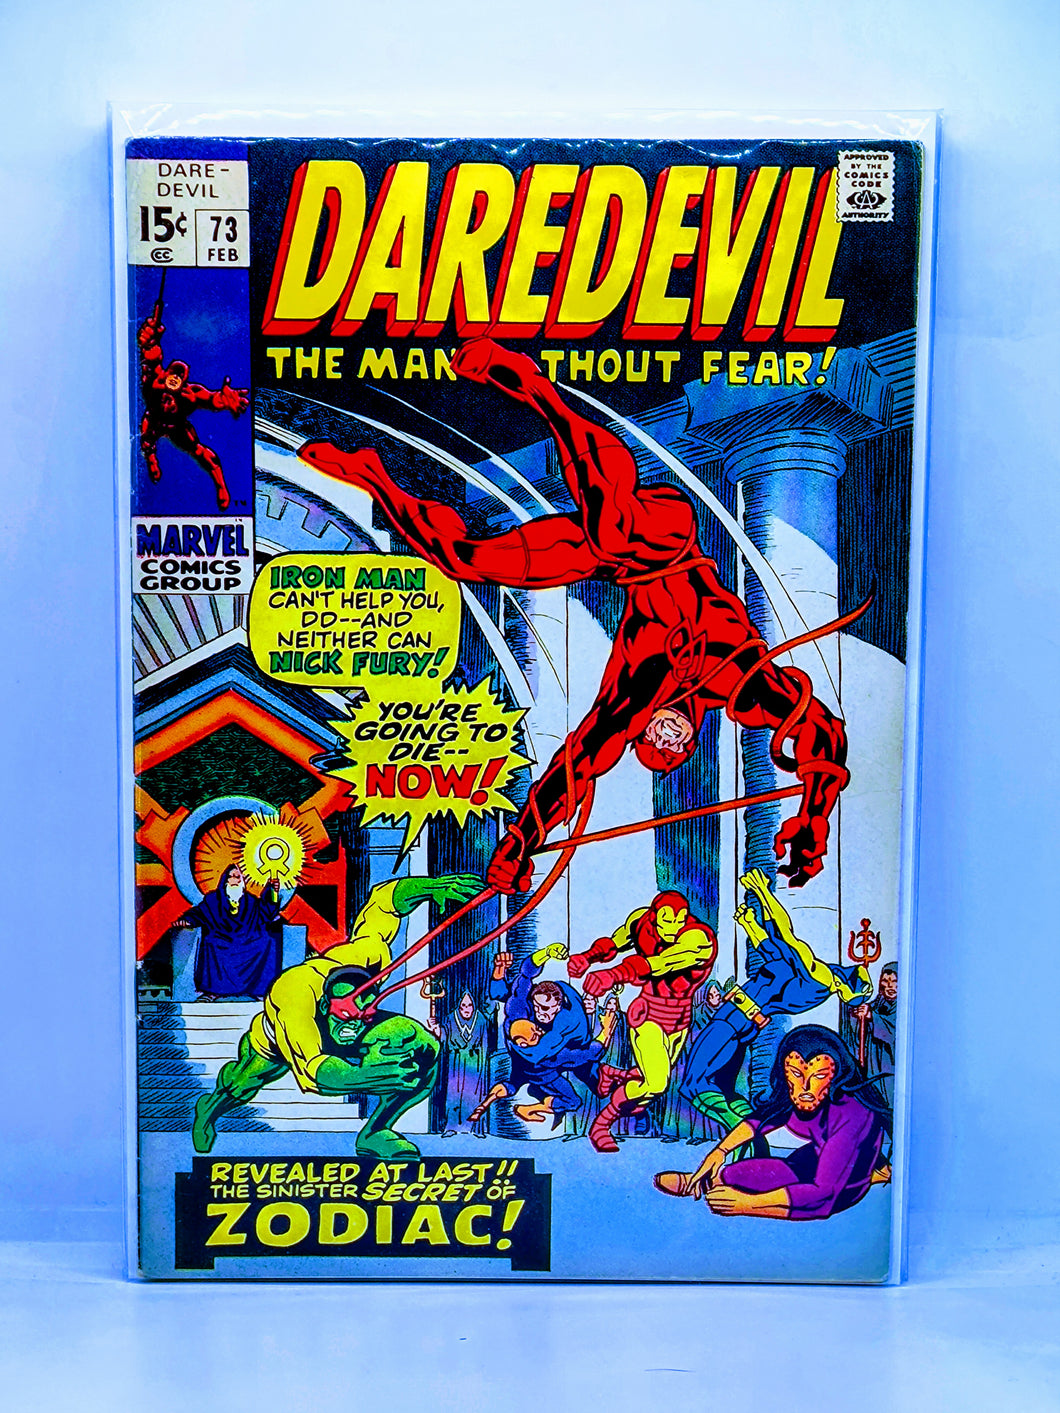 DARE-
DEVIL
15¢
CC
73
FEB
APPROVED
BY THE
COMICS
CODE
CA
AUTHORITY
DAREDEVIL
THE MAN THOUT FEAR!
MARVEL
COMICS
GROUP
IRON MAN
CAN'T HELP YOU,
DD--AND
NEITHER CAN
NICK FURY!
YOU'RE
GOING TO
DIE--
NOW!
REVEALED AT LAST!!
THE SINISTER SECRET OF
ZODIAC!